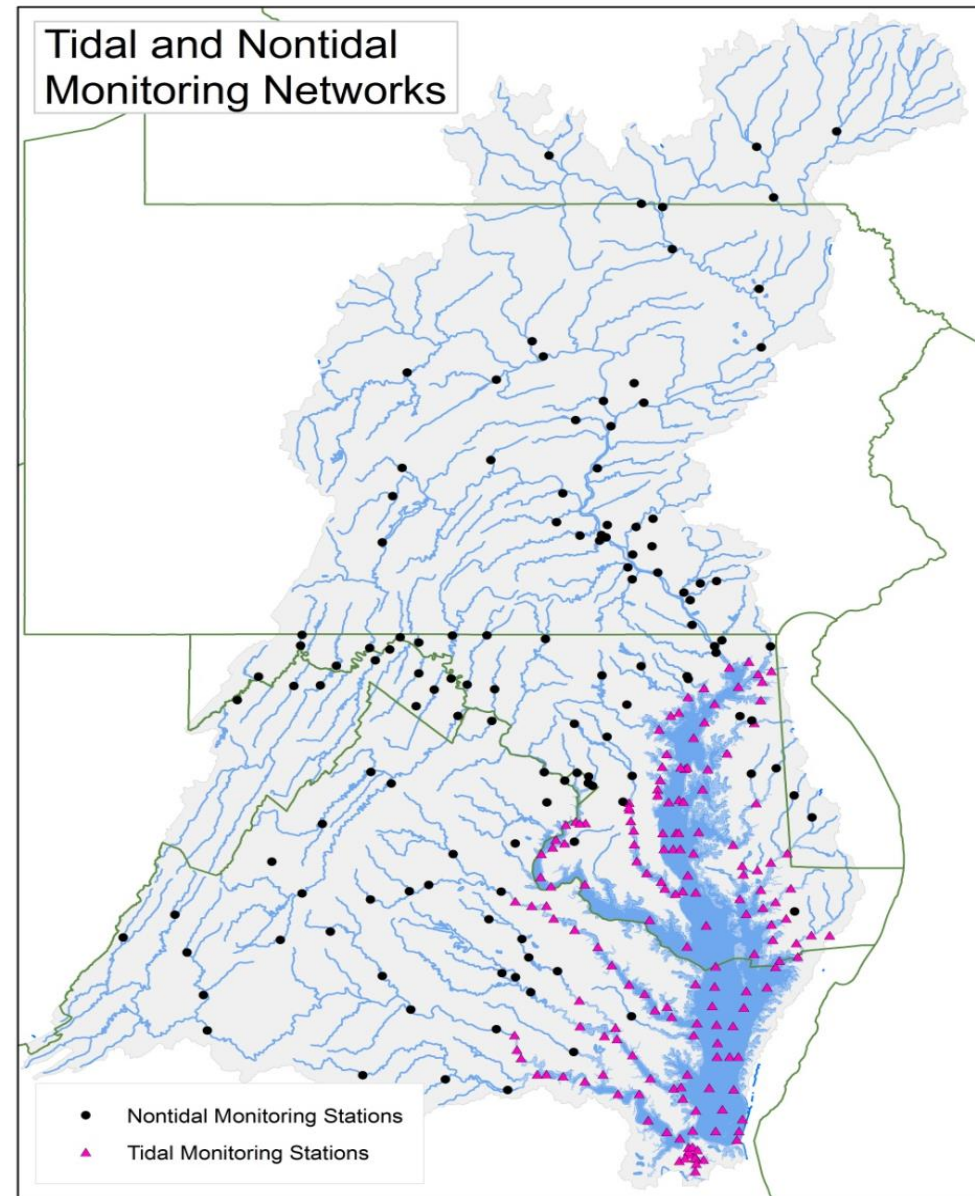 Tidal and Nontidal
Monitoring Networks
Nontidal Monitoring Stations
Tidal Monitoring Stations